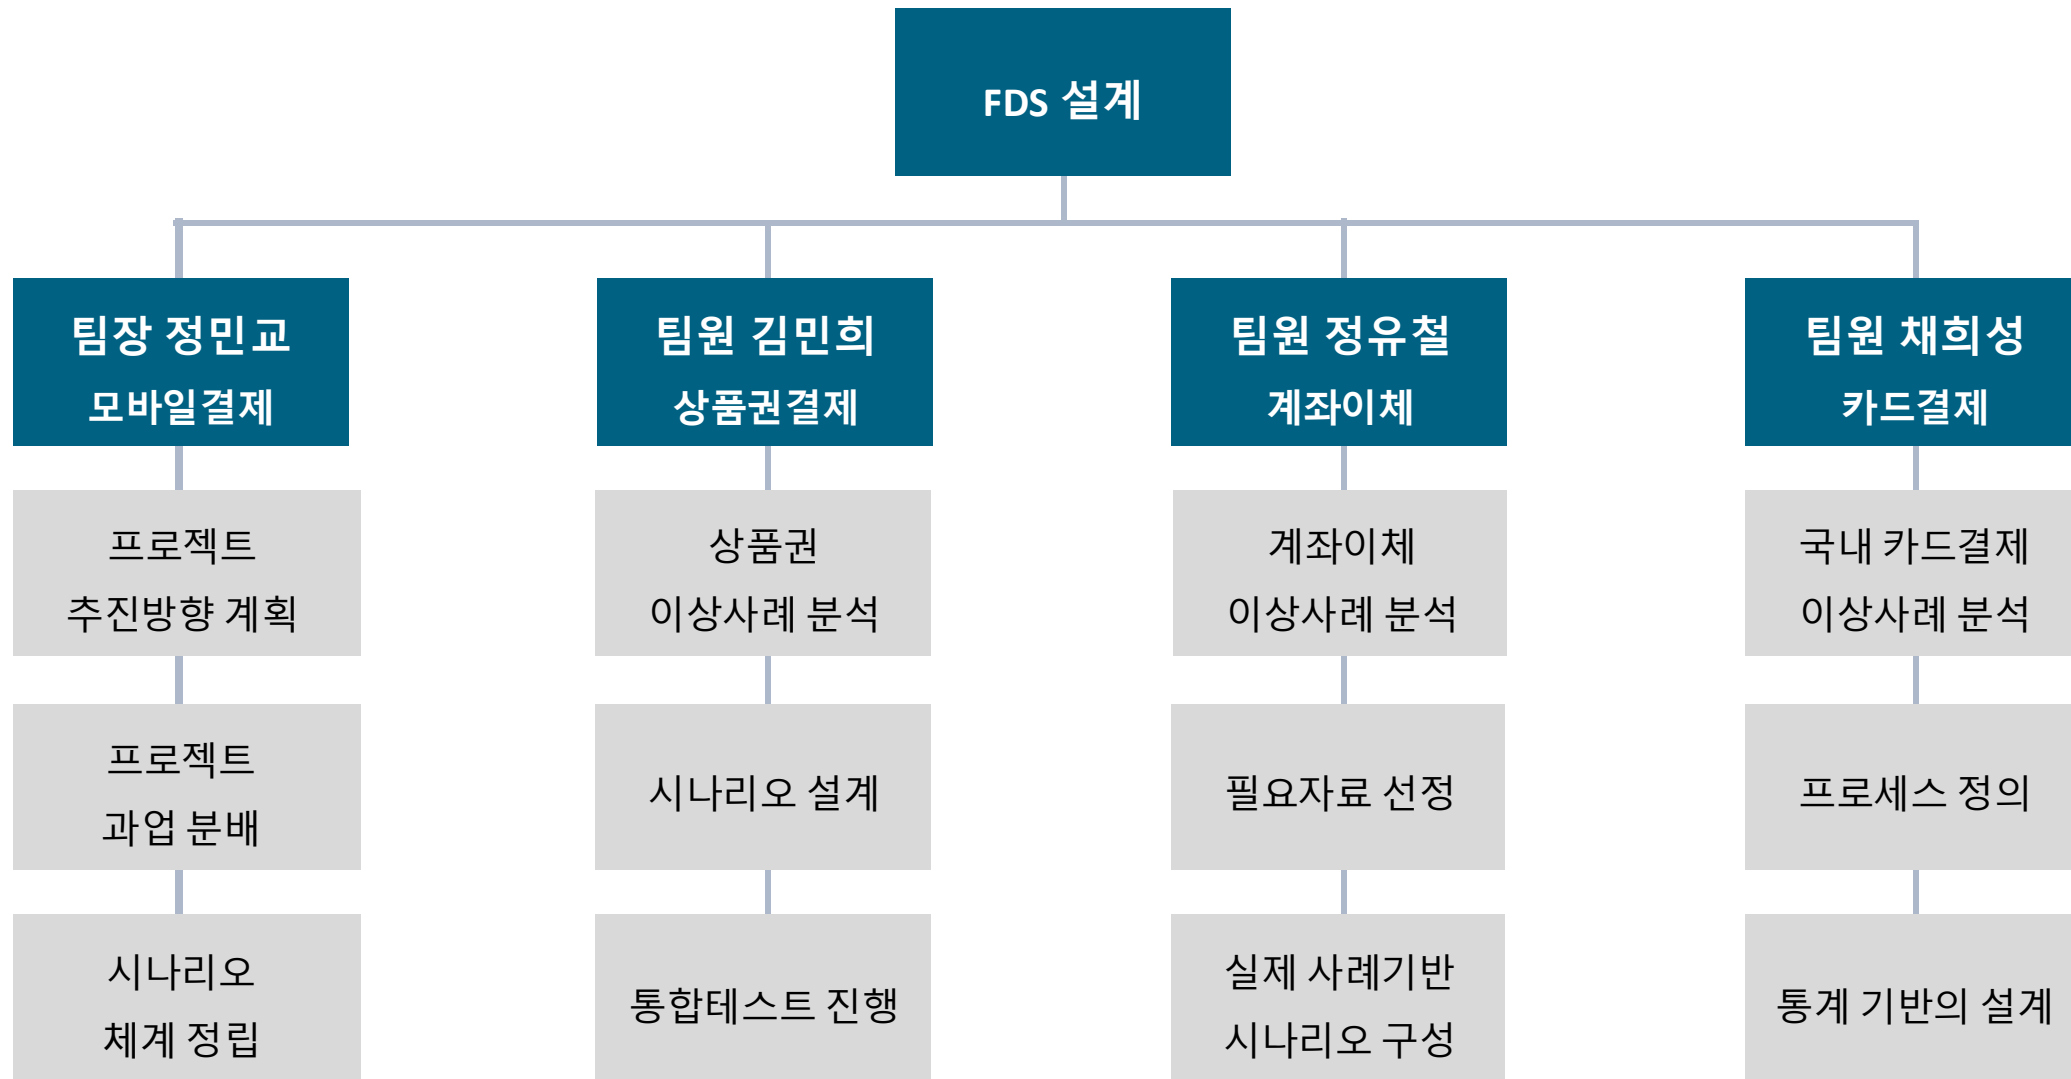 FDS 설계
팀장 정민교
모바일결제
팀원 김민희
상품권결제
팀원 정유철
계좌이체
팀원 채희성
카드결제
프로젝트
추진방향 계획
상품권
이상사례 분석
계좌이체
이상사례 분석
국내 카드결제
이상사례 분석
프로젝트
과업 분배
시나리오 설계
필요자료 선정
프로세스 정의
시나리오
체계 정립
통합테스트 진행
실제 사례기반
시나리오 구성
통계 기반의 설계